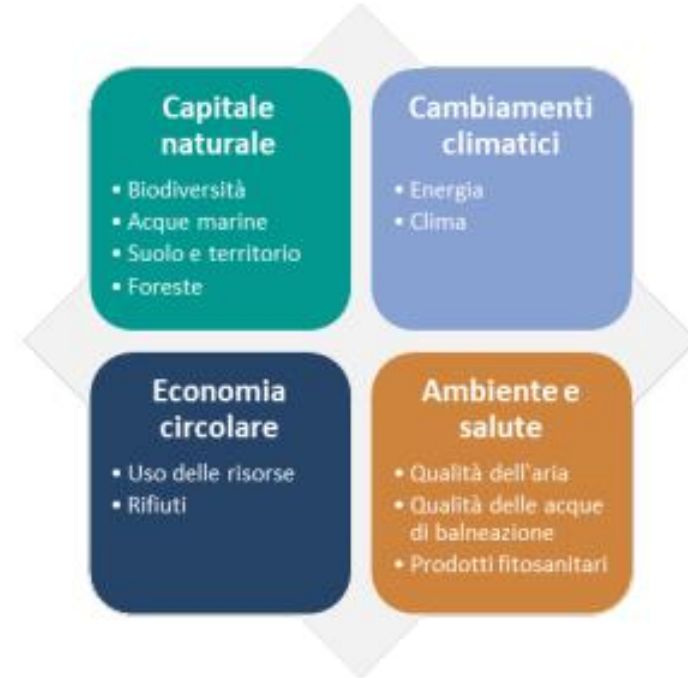 Capitale
naturale
• Biodiversità
• Acque marine
• Suolo e territorio
• Foreste
Cambiamenti
climatici
• Energia
• Clima
Economia
circolare
• Uso delle risorse
• Rifiuti
Ambiente e
salute
• Qualità dell'aria
• Qualità delle acque
di balneazione
• Prodotti fitosanitari